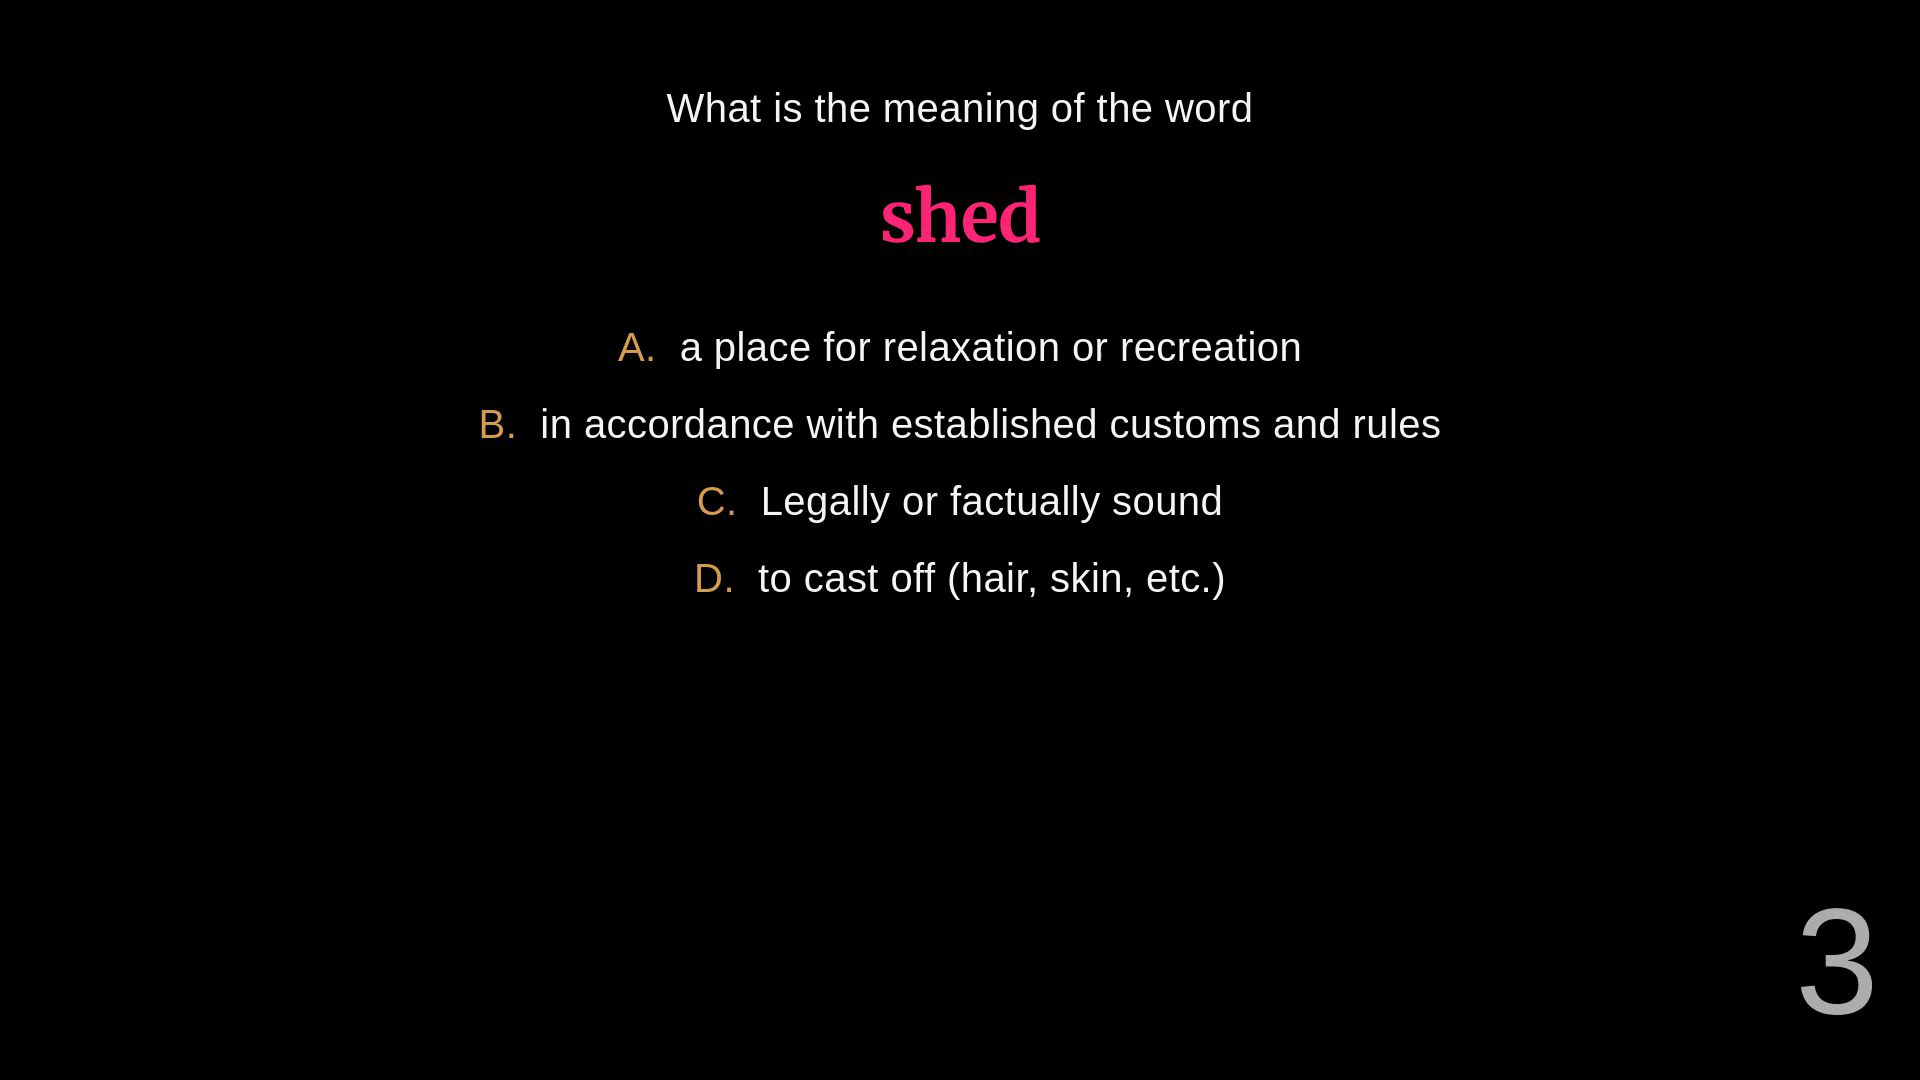 What is the meaning of the word
shed
A. a place for relaxation or recreation
B. in accordance with established customs and rules
C. Legally or factually sound
D. to cast off (hair, skin, etc.)
3